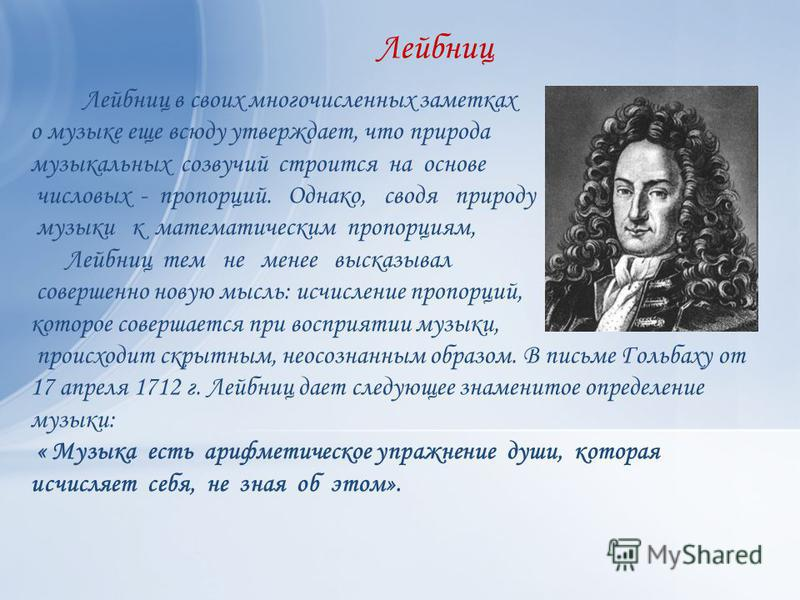 Лейбниц
Лейбниц в своих многочисленных заметках
о музыке еще всюду утверждает, что природа
музыкальных созвучий строится на основе
числовых - пропорций. Однако, сводя природу
музыки к математическим пропорциям,
Лейбниц тем не менее высказывал
совершенно новую мысль: исчисление пропорций,
которое совершается при восприятии музыки,
происходит скрытным, неосознанным образом. В письме Гольбаху от
17 апреля 1712 г. Лейбниц дает следующее знаменитое определение
музыки:
« Музыка есть арифметическое упражнение души, которая
исчисляет себя, не зная об этом».
MyShared